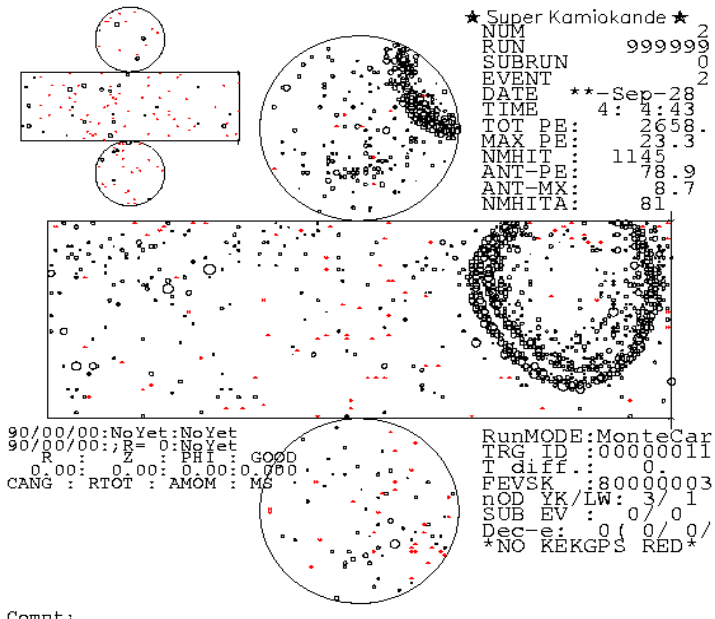 ★ Super Kamiokande ★
NUM 2
RUN 999999
SUBRUN 0
EVENT 2
DATE **-Sep-28
TIME 4: 4:43
TOT PE: 2658.
MAX PE: 23.3
NMHIT : 1145
ANT-PE: 78.9
ANT-MX: 8.7
NMHITA: 81
90/00/00:NoYet:NoYet
90/00/00:;R= 0:NoYet
R : Z : PHI : GOOD
0.00: 0.00: 0.00:0.000
CANG : RTOT : AMOM : MS
RunMODE:MonteCar
TRG ID :00000011
T diff.: 0.
FEVSK :80000003
nOD YK/LW: 3/ 1
SUB EV : 0/ 0
Dec-e: 0( 0/ 0/
*NO KEKGPS RED*
Comnt;